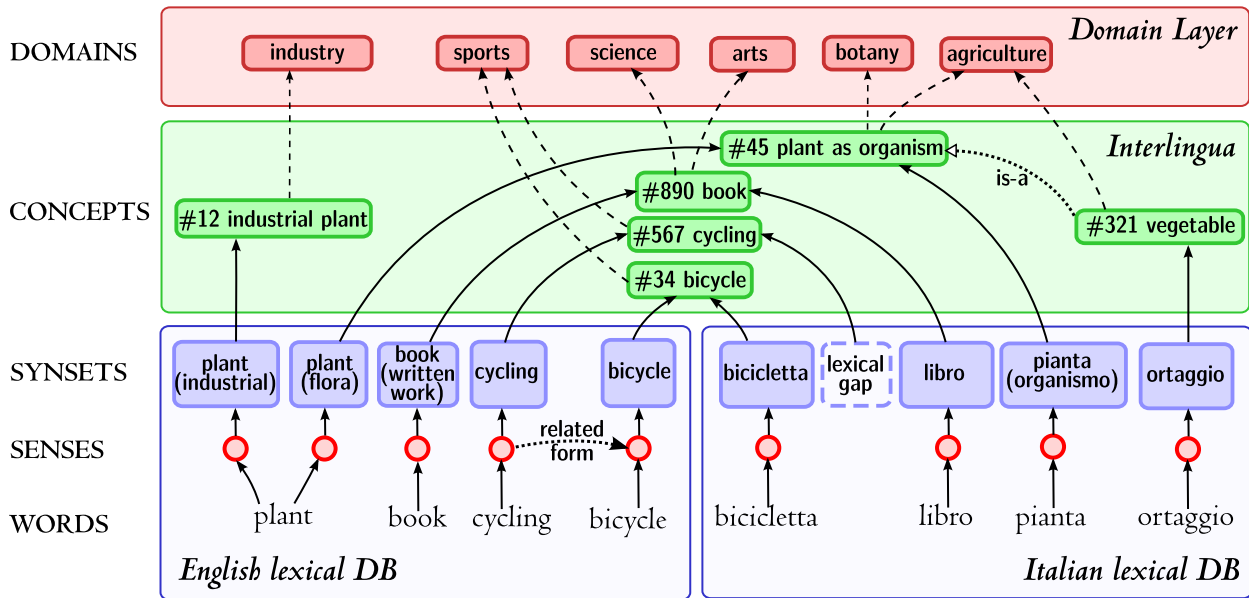 Domain Layer
DOMAINS
industry
sports
science
arts
botany
agriculture
Interlingua
#45 plant as organism
is-a
#890 book
CONCEPTS
#12 industrial plant
#321 vegetable
#567 cycling
#34 bicycle
SYNSETS
plant
(industrial)
plant
(flora)
book
(written
work)
cycling
bicycle
bicicletta
lexical
gap
libro
pianta
(organismo)
ortaggio
SENSES
related
form
WORDS
plant
book
cycling
bicycle
bicicletta
libro
pianta
ortaggio
English lexical DB
Italian lexical DB